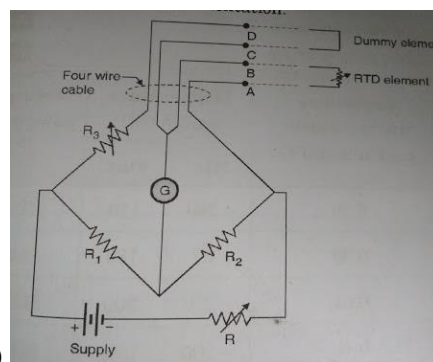 D
Dummy eleme
C
Four wire
cable
B
RTD element
A
R3
G
R1
R2
+
−
R
Supply